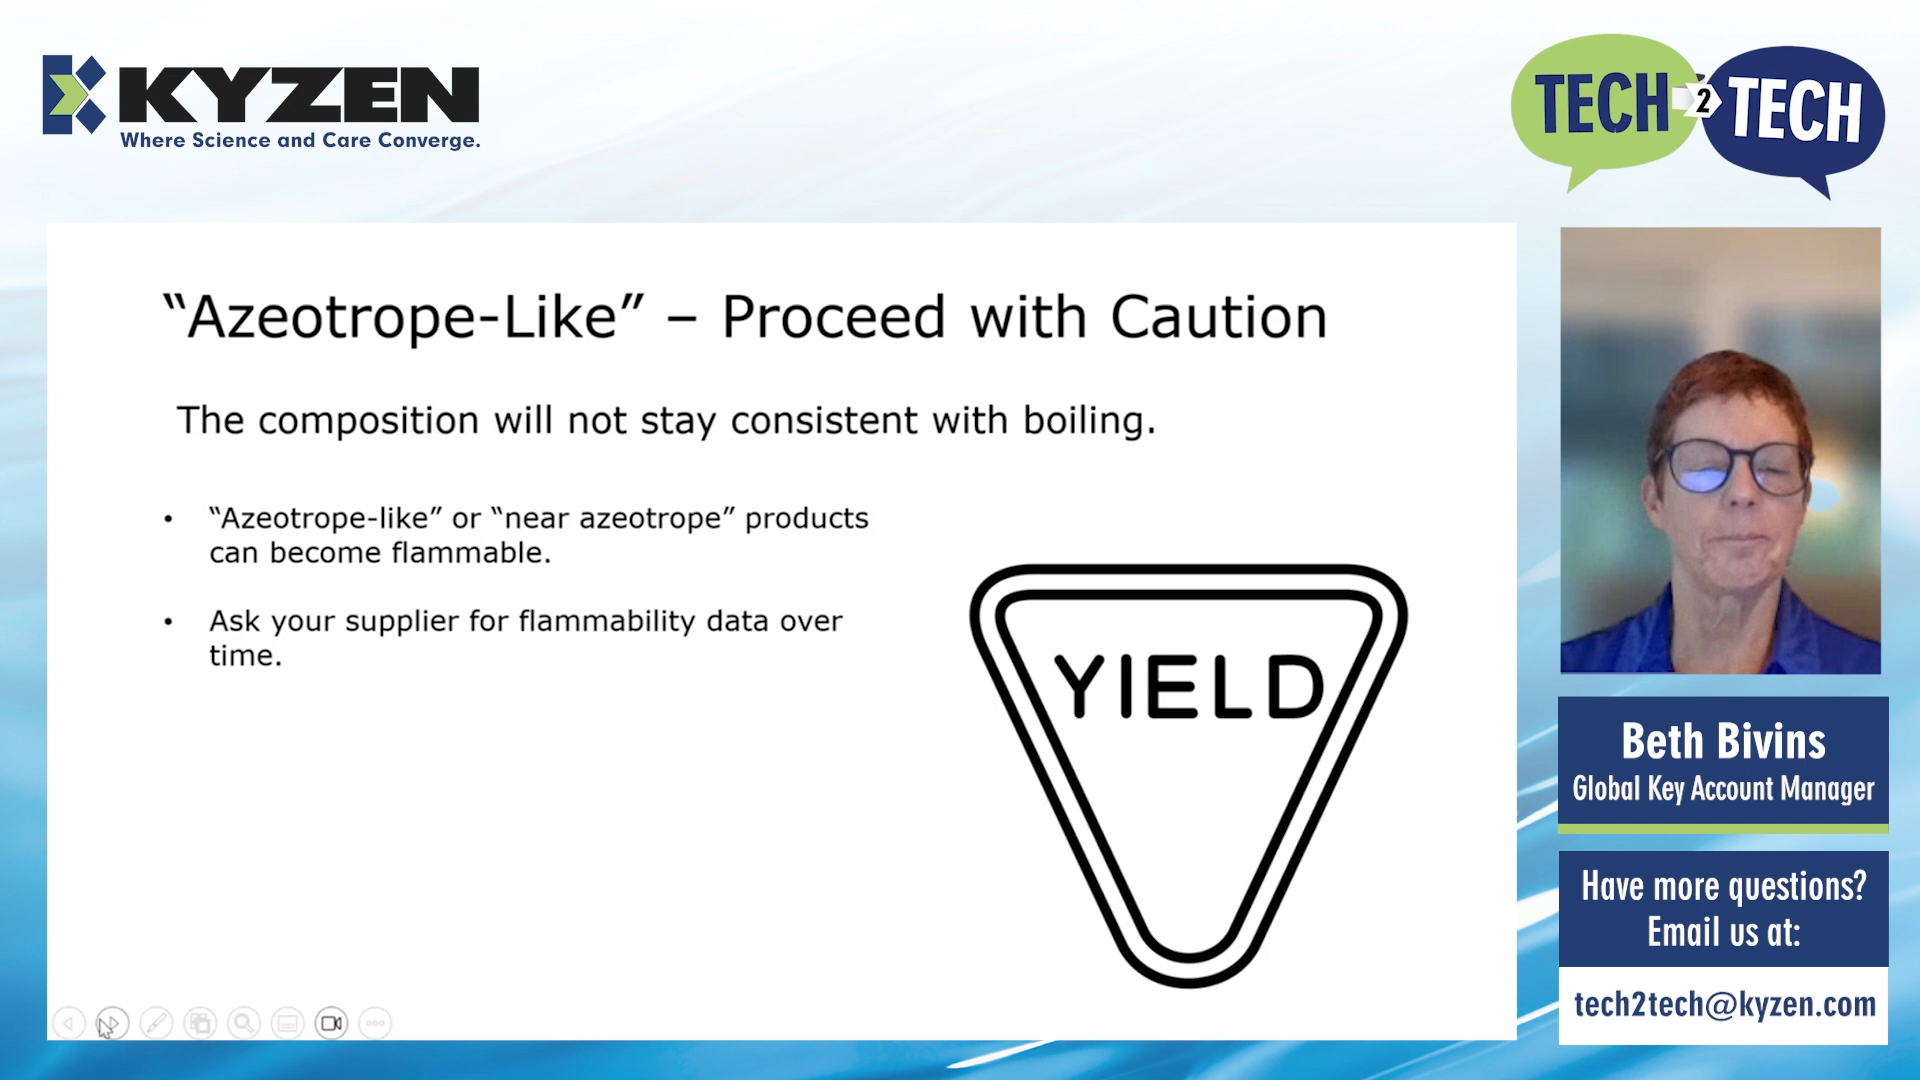 KYZEN
Where Science and Care Converge.
TECH 2 TECH
“Azeotrope-Like” – Proceed with Caution
The composition will not stay consistent with boiling.
• “Azeotrope-like” or “near azeotrope” products
can become flammable.
• Ask your supplier for flammability data over
time.
YIELD
Beth Bivins
Global Key Account Manager
Have more questions?
Email us at:
tech2tech@kyzen.com